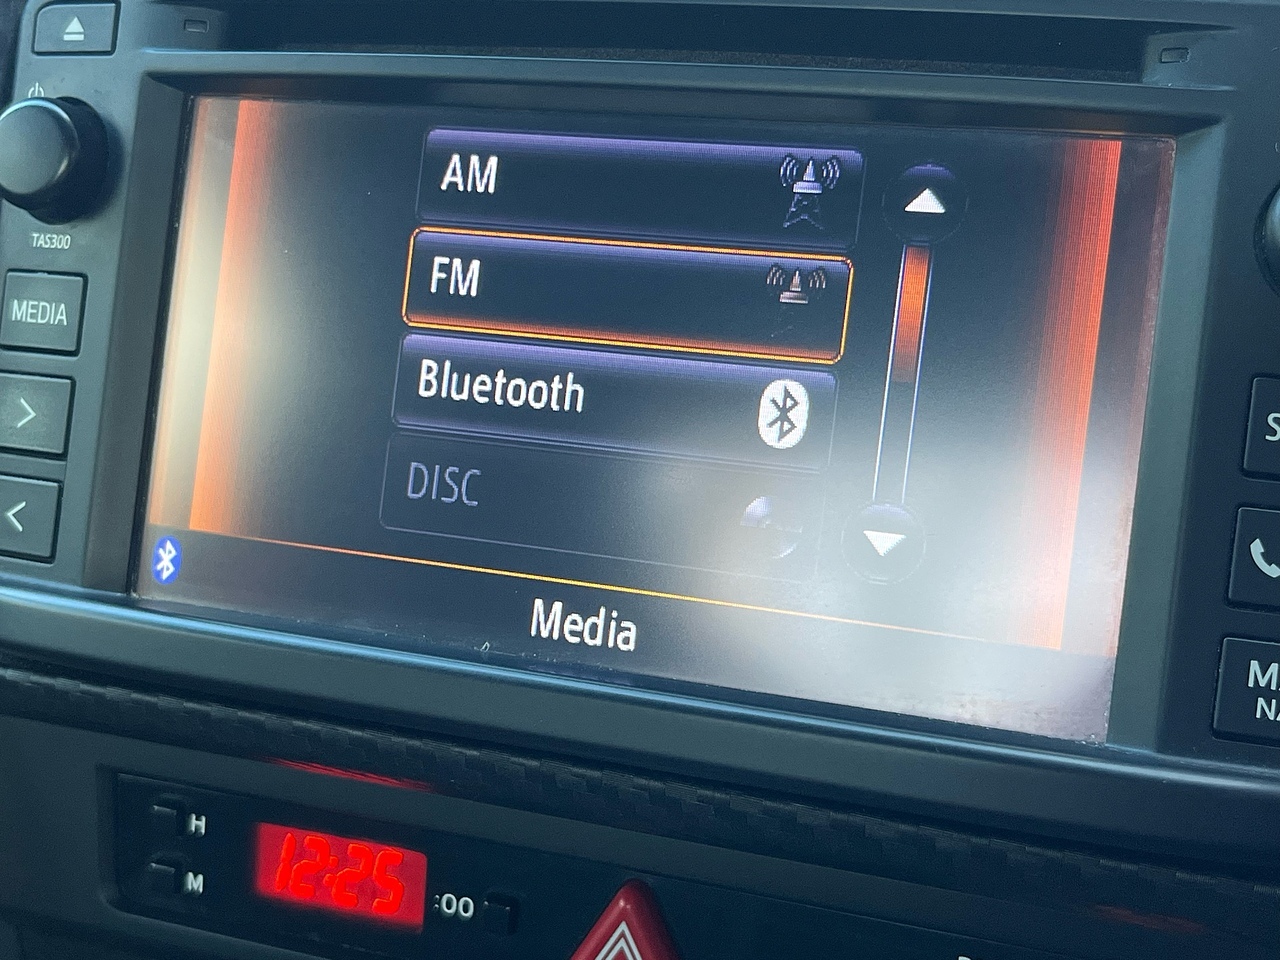 AM
FM
Bluetooth
DISC
Media
TAS300
MEDIA
H
12:25
M
:00